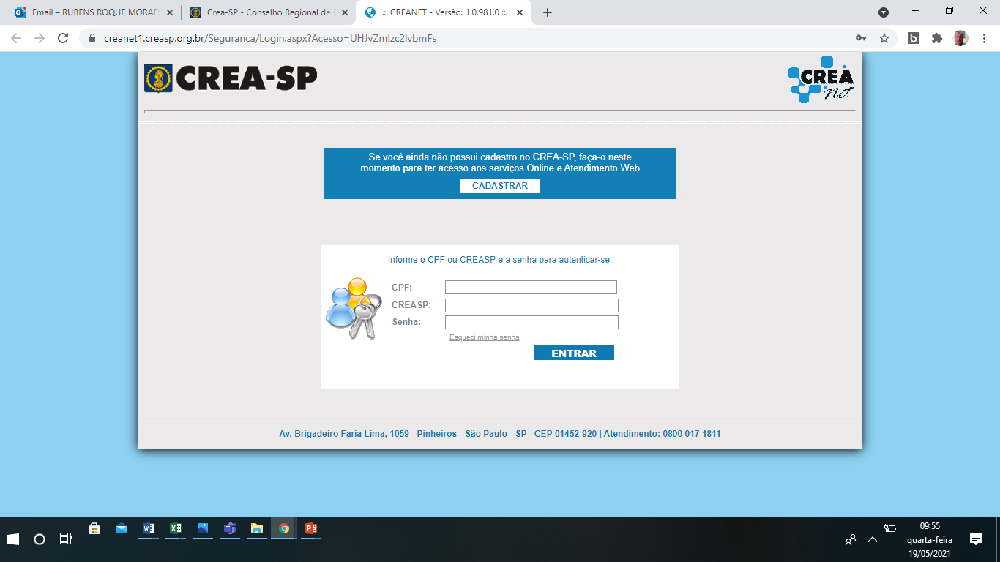 Email – RUBENS ROQUE MORAES
Crea-SP - Conselho Regional de
.:: CREANET - Versão: 1.0.981.0 ::.
creanet1.creasp.org.br/Seguranca/Login.aspx?Acesso=UHJvZmlzc2lvbmFs
CREA-SP
CREA
Net
Se você ainda não possui cadastro no CREA-SP, faça-o neste
momento para ter acesso aos serviços Online e Atendimento Web
CADASTRAR
Informe o CPF ou CREASP e a senha para autenticar-se.
CPF:
CREASP:
Senha:
Esqueci minha senha
ENTRAR
Av. Brigadeiro Faria Lima, 1059 - Pinheiros - São Paulo - SP - CEP 01452-920 | Atendimento: 0800 017 1811
09:55
quarta-feira
19/05/2021